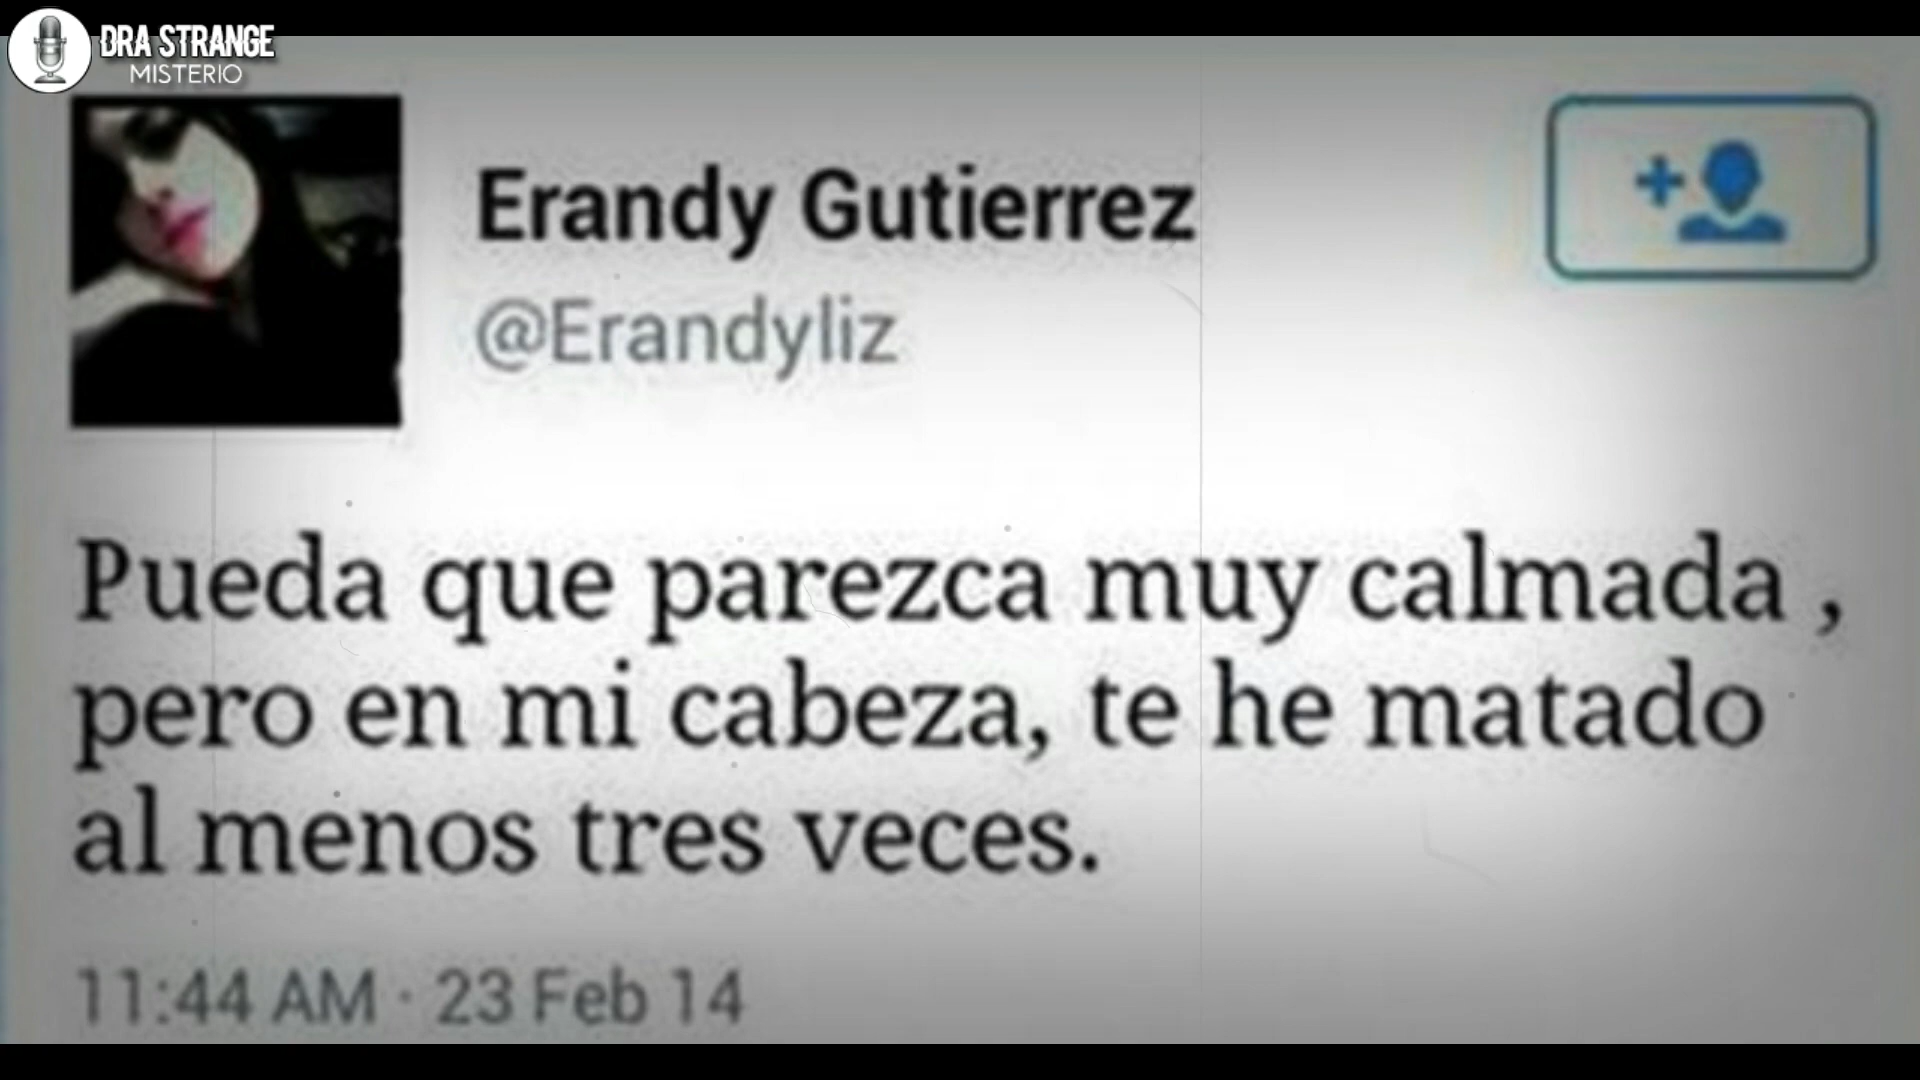 DRA STRANGE
MISTERIO
Erandy Gutierrez
@Erandyliz
Pueda que parezca muy calmada ,
pero en mi cabeza, te he matado
al menos tres veces.
11:44 AM · 23 Feb 14